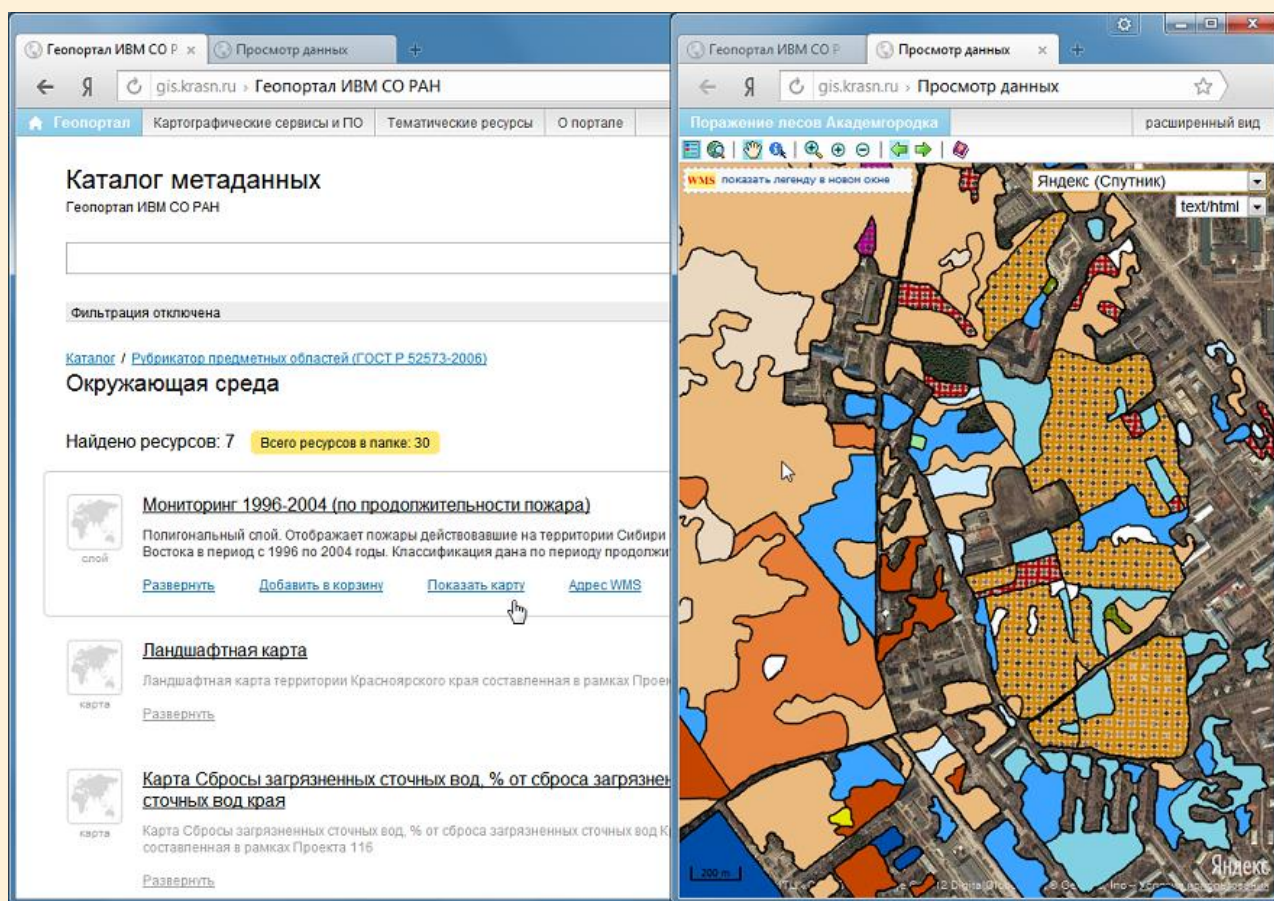 Геопортал ИВМ СО Р
Просмотр данных
gis.krasn.ru › Геопортал ИВМ СО РАН
Геопортал
Картографические сервисы и ПО
Тематические ресурсы
О портале
Каталог метаданных
Геопортал ИВМ СО РАН
Фильтрация отключена
Каталог / Рубрикатор предметных областей (ГОСТ Р 52573-2006)
Окружающая среда
Найдено ресурсов: 7
Всего ресурсов в папке: 30
слой
Мониторинг 1996-2004 (по продолжительности пожара)
Полигональный слой. Отображает пожары действовавшие на территории Сибири
Востока в период с 1996 по 2004 годы. Классификация дана по периоду продолжи
Развернуть
Добавить в корзину
Показать карту
Адрес WMS
карта
Ландшафтная карта
Ландшафтная карта территории Красноярского края составленная в рамках Проек
Развернуть
карта
Карта Сбросы загрязненных сточных вод, % от сброса загрязнен
сточных вод края
Карта Сбросы загрязненных сточных вод, % от сброса загрязненных сточных вод К
составленная в рамках Проекта 116
Развернуть
Геопортал ИВМ СО Р
Просмотр данных
gis.krasn.ru › Просмотр данных
Поражение лесов Академгородка
расширенный вид
WMS показать легенду в новом окне
Яндекс (Спутник)
text/html
200 m
Яндекс